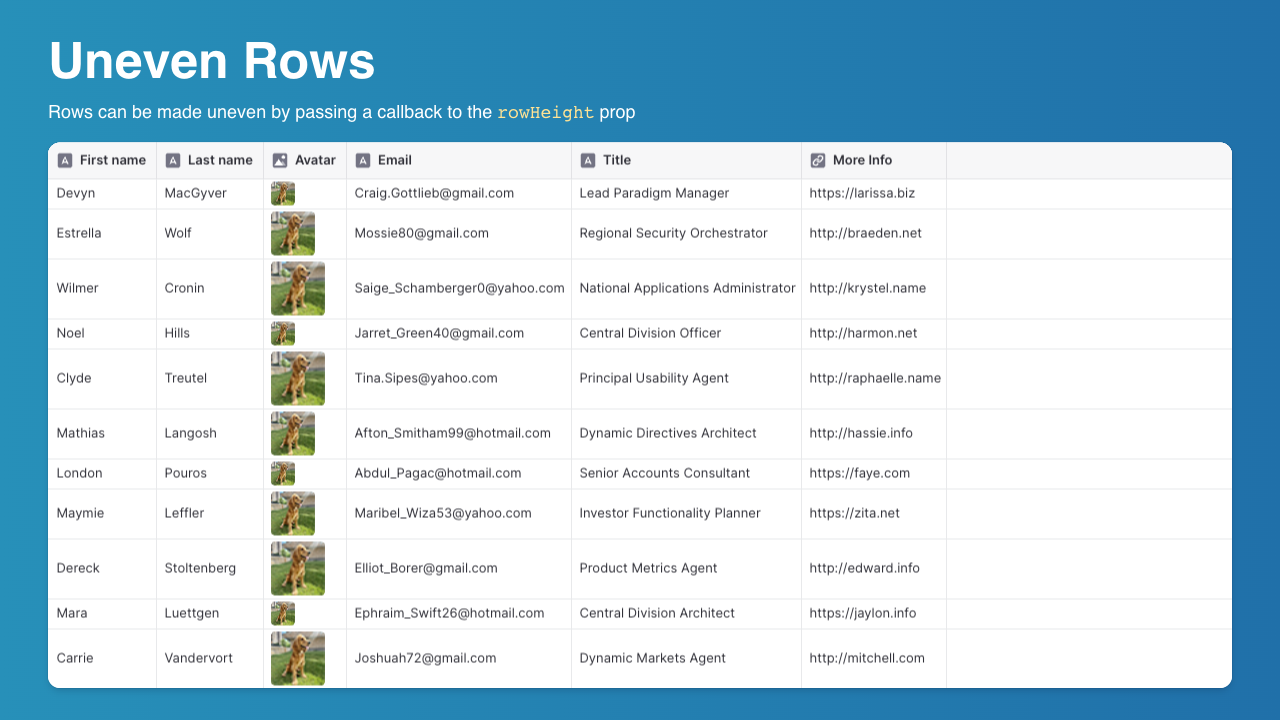 Uneven Rows
Rows can be made uneven by passing a callback to the rowHeight prop
First name Last name Avatar Email Title More Info
Devyn MacGyver Craig.Gottlieb@gmail.com Lead Paradigm Manager https://larissa.biz
Estrella Wolf Mossie80@gmail.com Regional Security Orchestrator http://braeden.net
Wilmer Cronin Saige_Schamberger0@yahoo.com National Applications Administrator http://krystel.name
Noel Hills Jarret_Green40@gmail.com Central Division Officer http://harmon.net
Clyde Treutel Tina.Sipes@yahoo.com Principal Usability Agent http://raphaelle.name
Mathias Langosh Afton_Smitham99@hotmail.com Dynamic Directives Architect http://hassie.info
London Pouros Abdul_Pagac@hotmail.com Senior Accounts Consultant https://faye.com
Maymie Leffler Maribel_Wiza53@yahoo.com Investor Functionality Planner https://zita.net
Dereck Stoltenberg Elliot_Borer@gmail.com Product Metrics Agent http://edward.info
Mara Luettgen Ephraim_Swift26@hotmail.com Central Division Architect https://jaylon.info
Carrie Vandervort Joshuah72@gmail.com Dynamic Markets Agent http://mitchell.com